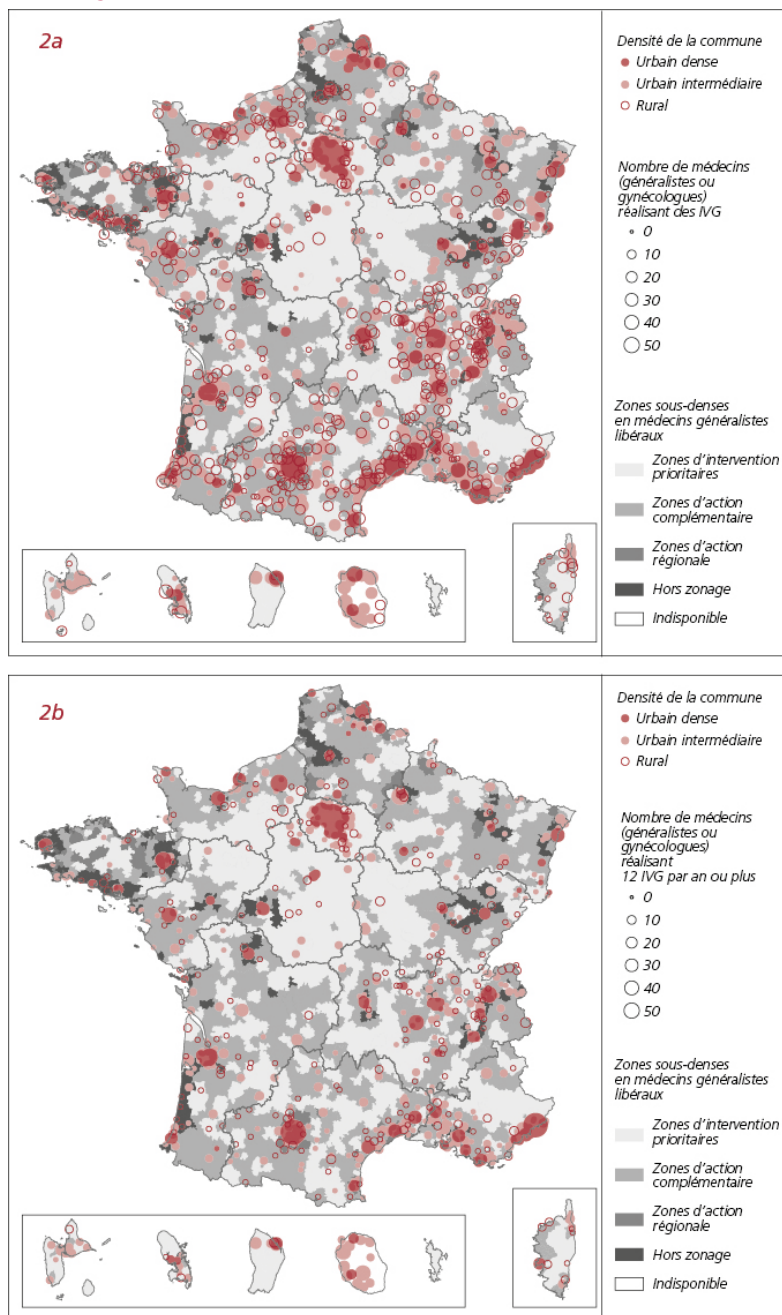 2a
Densité de la commune
Urbain dense
Urbain intermédiaire
Rural
Nombre de médecins
(généralistes ou
gynécologues)
réalisant des IVG
0
10
20
30
40
50
Zones sous-denses
en médecins généralistes
libéraux
Zones d'intervention
prioritaires
Zones d'action
complémentaire
Zones d'action
régionale
Hors zonage
Indisponible
2b
Densité de la commune
Urbain dense
Urbain intermédiaire
Rural
Nombre de médecins
(généralistes ou
gynécologues)
réalisant
12 IVG par an ou plus
0
10
20
30
40
50
Zones sous-denses
en médecins généralistes
libéraux
Zones d'intervention
prioritaires
Zones d'action
complémentaire
Zones d'action
régionale
Hors zonage
Indisponible